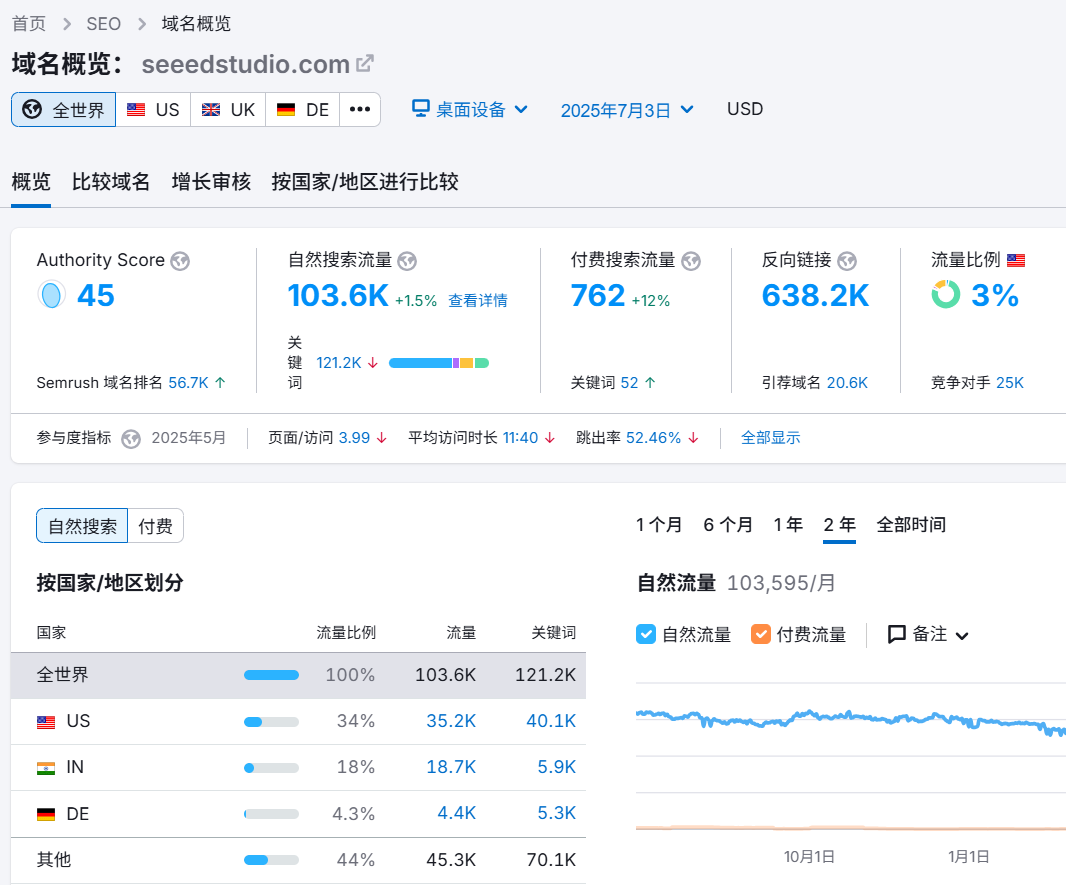 首页 > SEO > 域名概览
域名概览： seeedstudio.com
全世界 US UK DE ••• 桌面设备 2025年7月3日 USD
概览 比较域名 增长审核 按国家/地区进行比较
Authority Score 自然搜索流量 付费搜索流量 反向链接 流量比例
45 103.6K +1.5% 查看详情 762 +12% 638.2K 3%
关键词 121.2K ↓
Semrush 域名排名 56.7K ↑ 关键词 52 ↑ 引荐域名 20.6K 竞争对手 25K
参与度指标 2025年5月 页面/访问 3.99 ↓ 平均访问时长 11:40 ↓ 跳出率 52.46% ↓ 全部显示
自然搜索 付费
按国家/地区划分
国家 流量比例 流量 关键词
全世界 100% 103.6K 121.2K
US 34% 35.2K 40.1K
IN 18% 18.7K 5.9K
DE 4.3% 4.4K 5.3K
其他 44% 45.3K 70.1K
1 个月 6 个月 1 年 2 年 全部时间
自然流量 103,595/月
自然流量 付费流量 备注
10月1日 1月1日